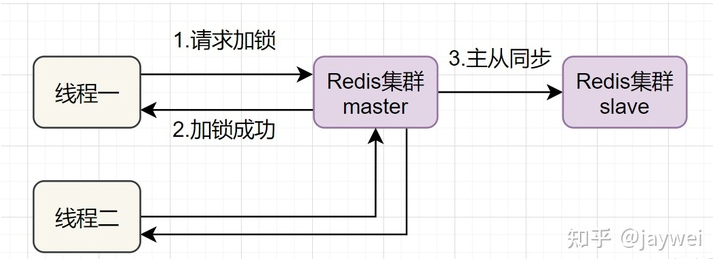 1.请求加锁
线程一
Redis集群
master
3.主从同步
Redis集群
slave
2.加锁成功
线程二
知乎 @jaywei